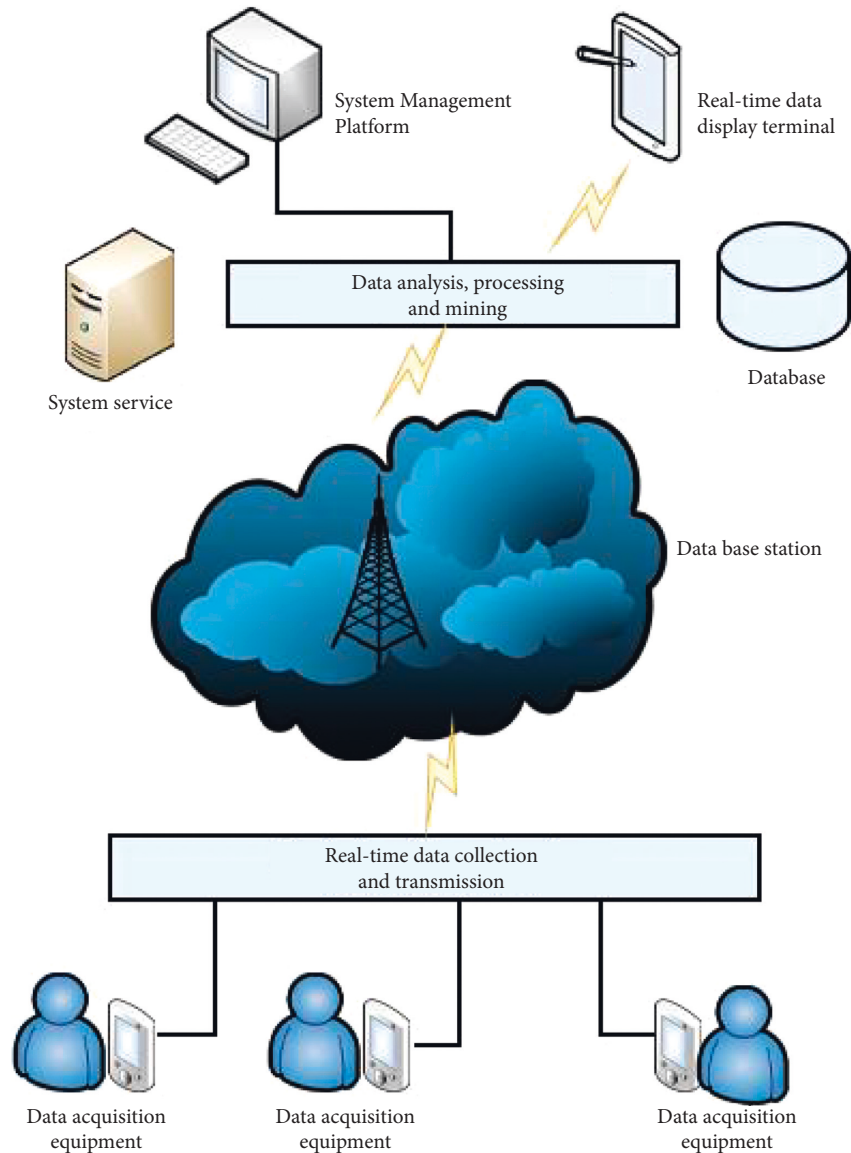 System Management
Platform
Real-time data
display terminal
Data analysis, processing
and mining
System service
Database
Data base station
Real-time data collection
and transmission
Data acquisition
equipment
Data acquisition
equipment
Data acquisition
equipment